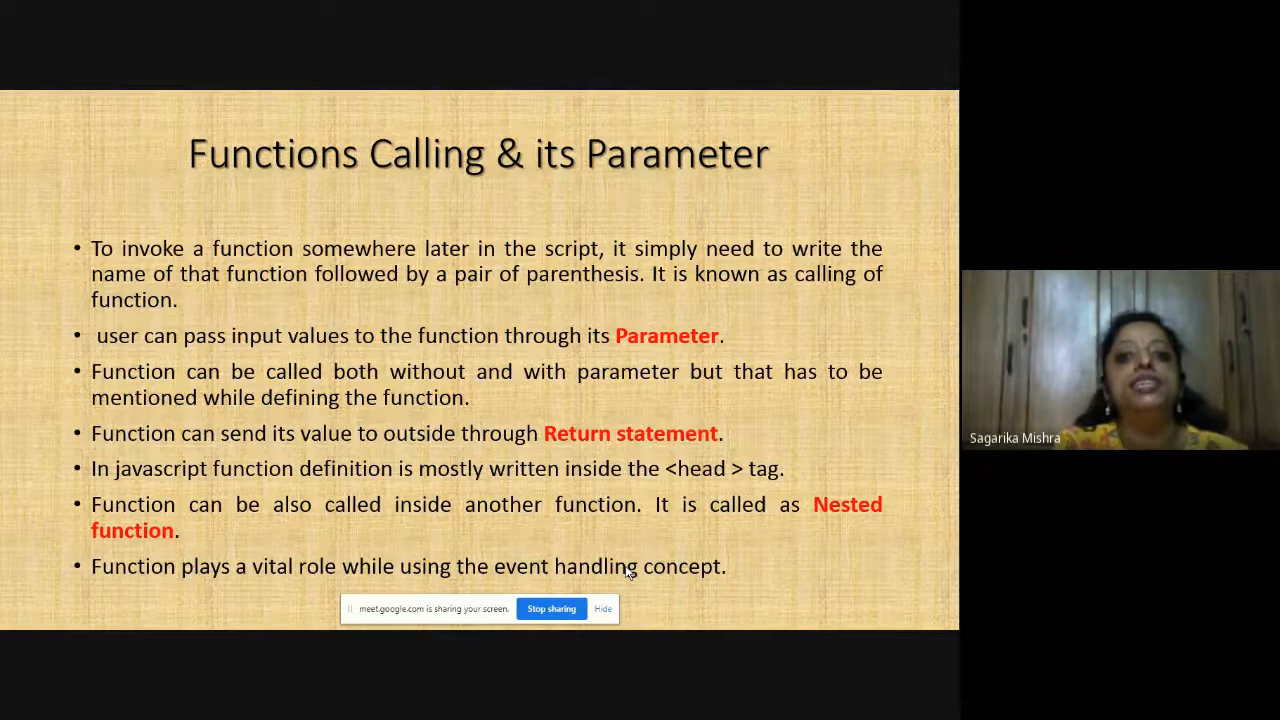 Functions Calling & its Parameter
• To invoke a function somewhere later in the script, it simply need to write the
name of that function followed by a pair of parenthesis. It is known as calling of
function.
• user can pass input values to the function through its Parameter.
• Function can be called both without and with parameter but that has to be
mentioned while defining the function.
• Function can send its value to outside through Return statement.
• In javascript function definition is mostly written inside the <head > tag.
• Function can be also called inside another function. It is called as Nested
function.
• Function plays a vital role while using the event handling concept.
meet.google.com is sharing your screen. Stop sharing Hide
Sagarika Mishra